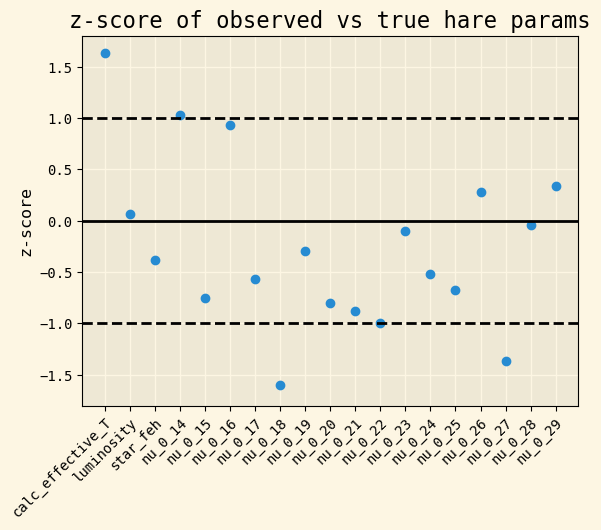 z-score of observed vs true hare params
z-score
1.5
1.0
0.5
0.0
−0.5
−1.0
−1.5
calc_effective_T
luminosity
star_feh
nu_0_14
nu_0_15
nu_0_16
nu_0_17
nu_0_18
nu_0_19
nu_0_20
nu_0_21
nu_0_22
nu_0_23
nu_0_24
nu_0_25
nu_0_26
nu_0_27
nu_0_28
nu_0_29